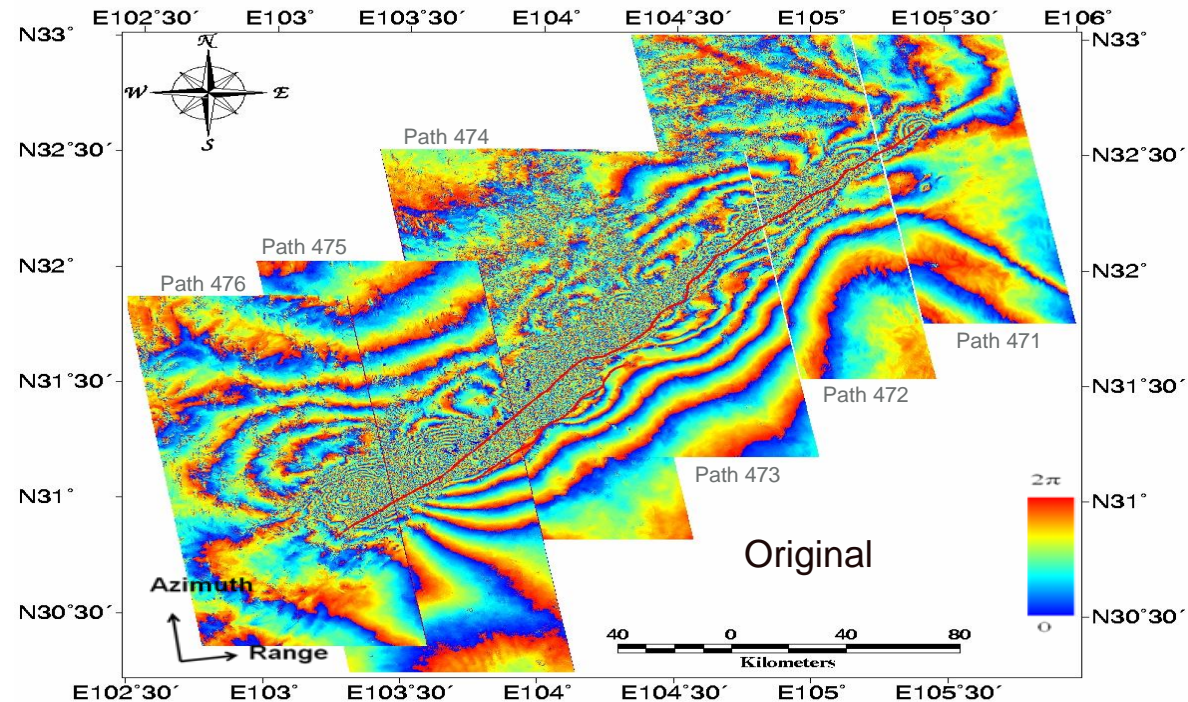 E102°30´ E103° E103°30´ E104° E104°30´ E105° E105°30´ E106°
N33° N33°
N
W E
S
Path 474
N32°30´ N32°30´
Path 475
N32° N32°
Path 476
Path 471
N31°30´ N31°30´
Path 472
Path 473
2π
N31° N31°
Original
Azimuth
N30°30´ N30°30´
0
40 0 40 80
Range
Kilometers
E102°30´ E103° E103°30´ E104° E104°30´ E105° E105°30´